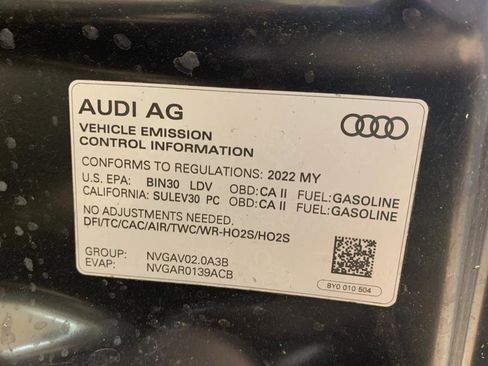 AUDI AG
VEHICLE EMISSION
CONTROL INFORMATION
CONFORMS TO REGULATIONS: 2022 MY
U.S. EPA: BIN30 LDV OBD: CA II FUEL: GASOLINE
CALIFORNIA: SULEV30 PC OBD: CA II FUEL: GASOLINE
NO ADJUSTMENTS NEEDED.
DFI/TC/CAC/AIR/TWC/WR-HO2S/HO2S
GROUP: NVGAV02.0A3B
EVAP: NVGAR0139ACB
8Y0 010 504